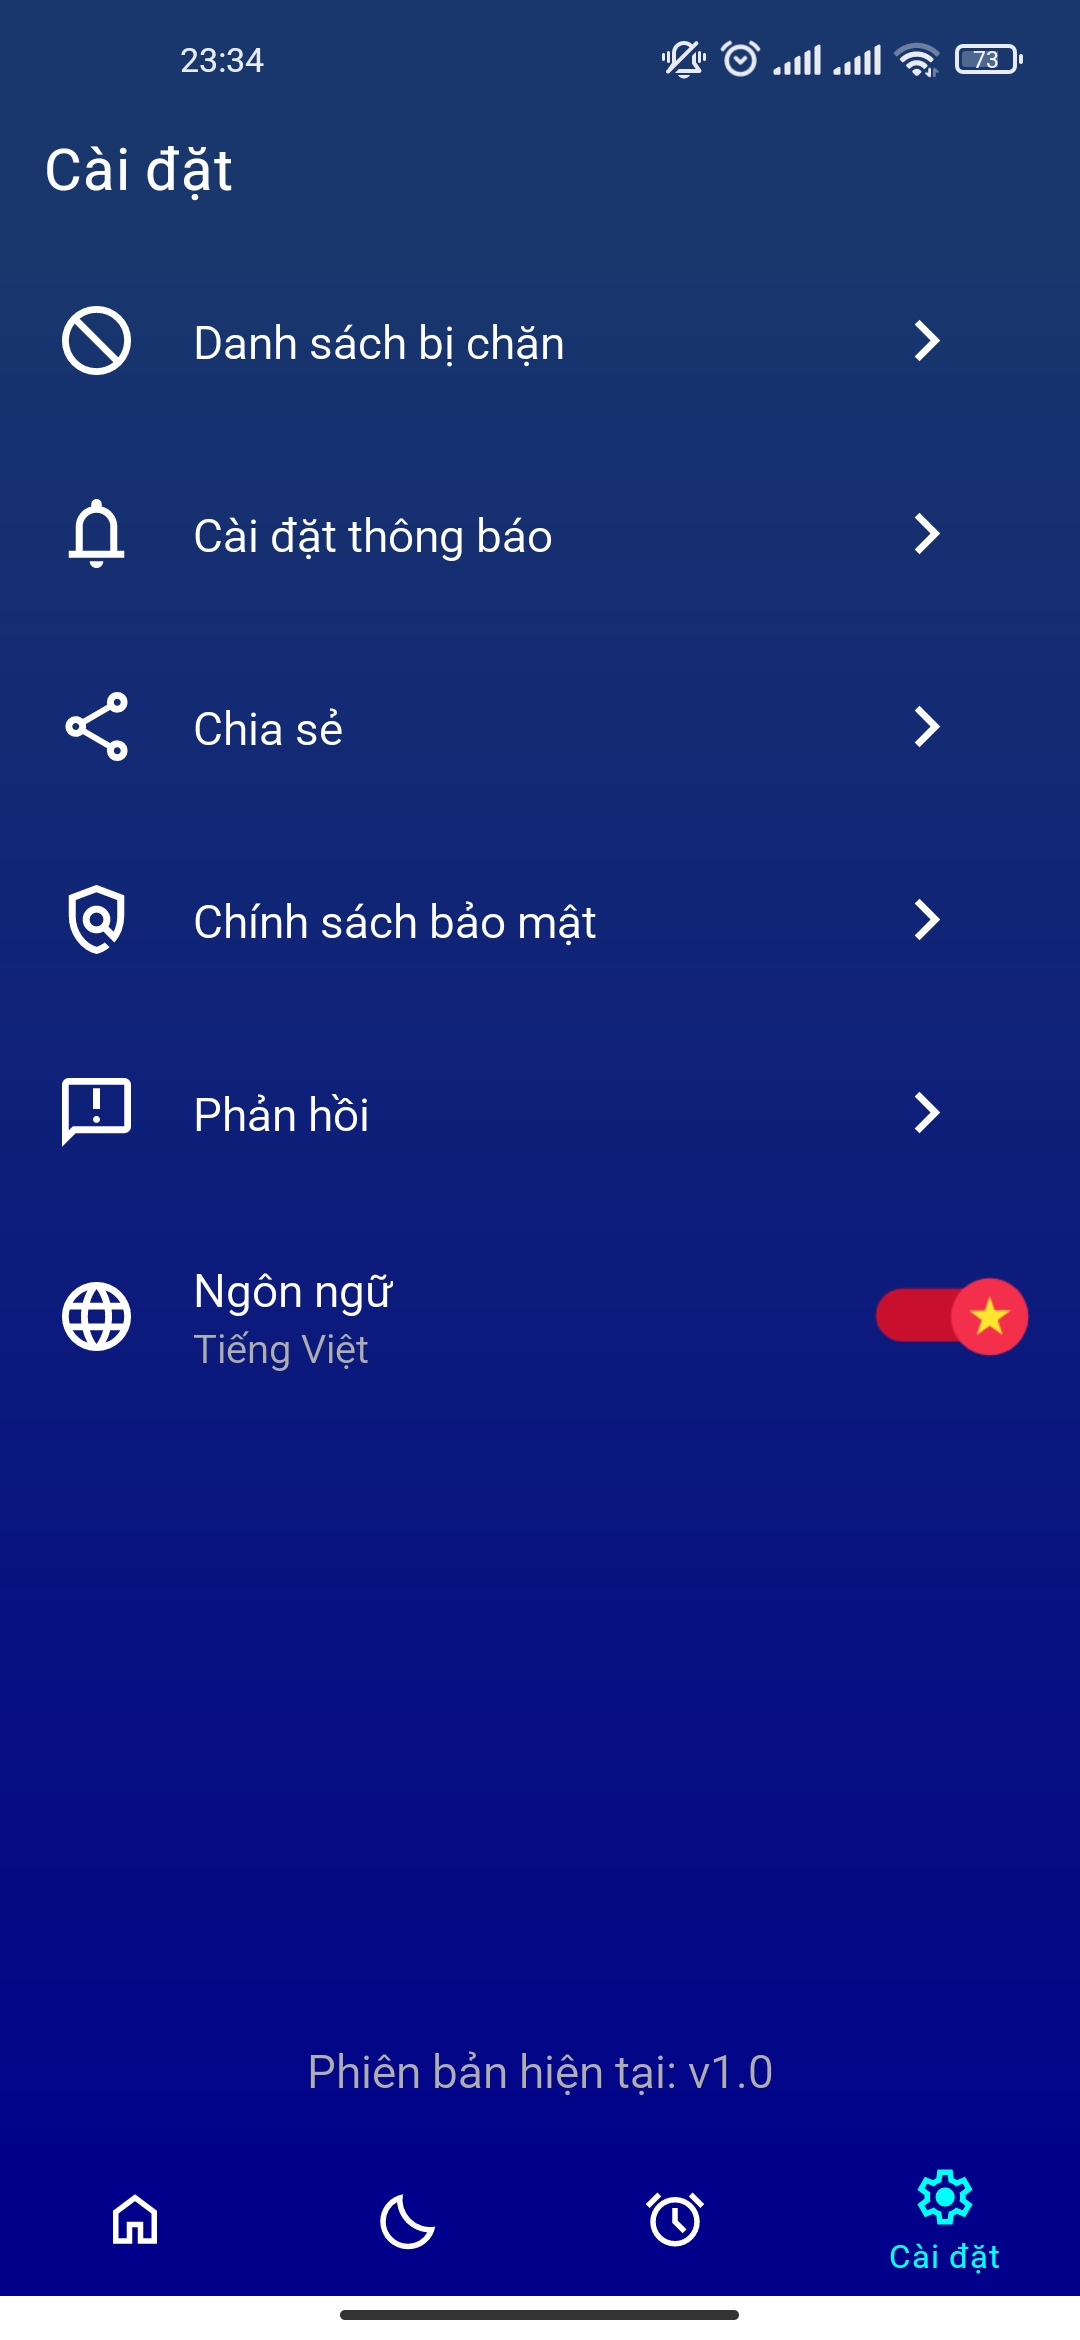 23:34
73
Cài đặt
Danh sách bị chặn
Cài đặt thông báo
Chia sẻ
Chính sách bảo mật
Phản hồi
Ngôn ngữ
Tiếng Việt
Phiên bản hiện tại: v1.0
Cài đặt